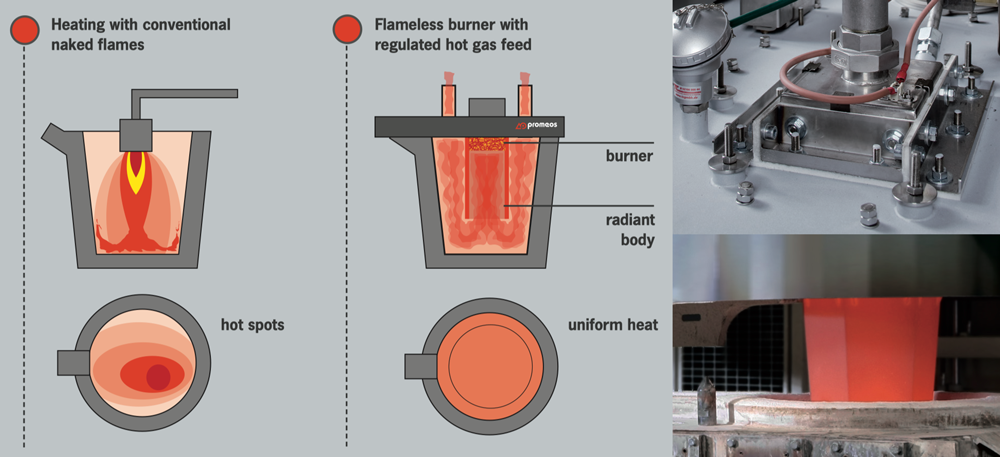 Heating with conventional
naked flames
Flameless burner with
regulated hot gas feed
promeos
burner
radiant
body
hot spots
uniform heat